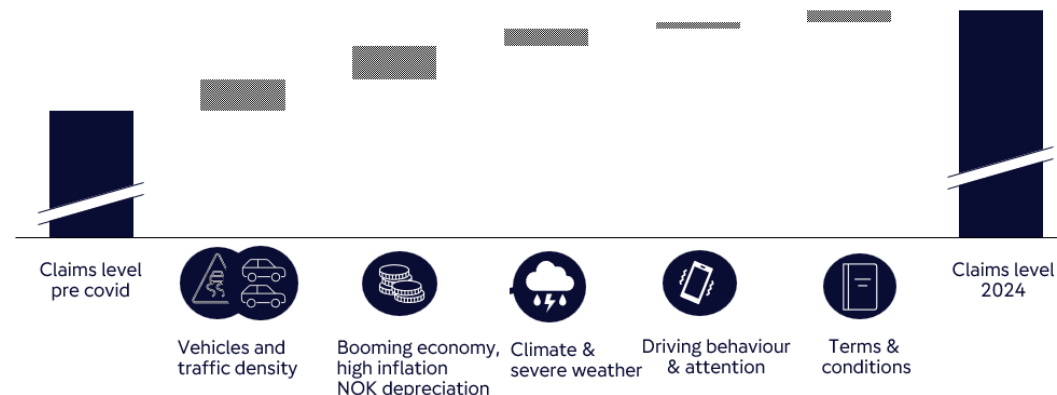 Claims level
pre covid
Vehicles and
traffic density
Booming economy,
high inflation
NOK depreciation
Climate &
severe weather
Driving behaviour
& attention
Terms &
conditions
Claims level
2024